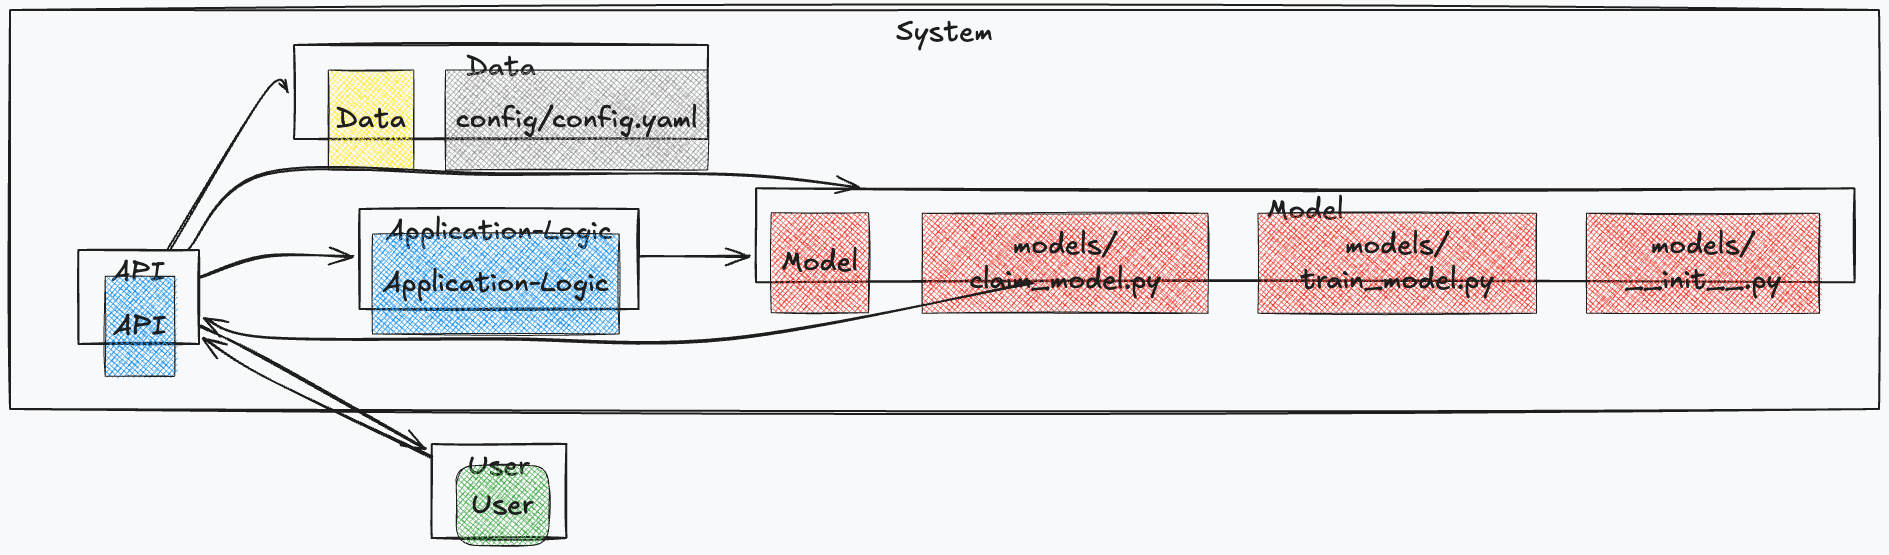 System
Data
Data
config/config.yaml
Application-Logic
Application-Logic
Model
Model
models/
claim_model.py
models/
train_model.py
models/
__init__.py
API
API
User
User